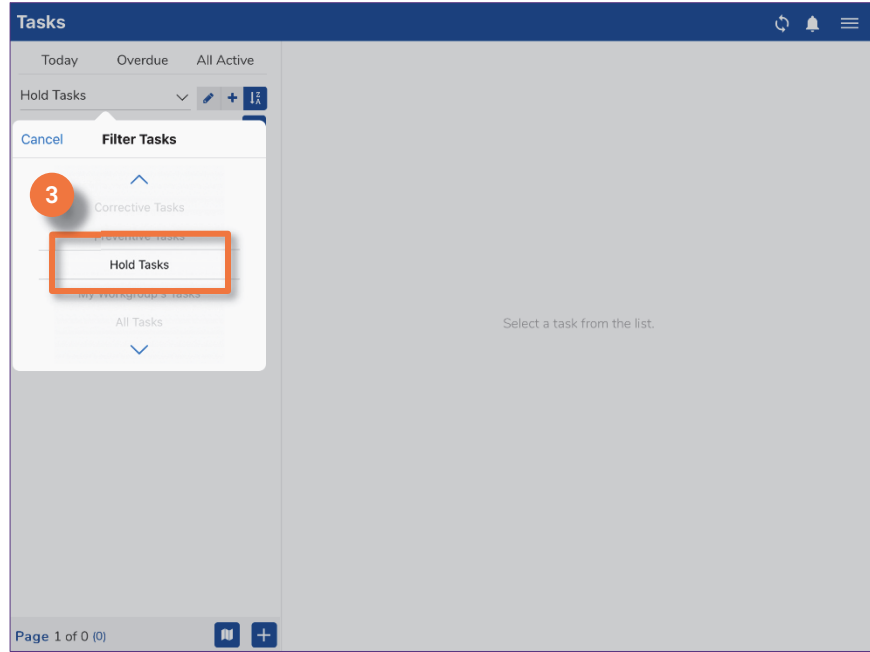 Tasks
Today Overdue All Active
Hold Tasks
Cancel Filter Tasks
3
Corrective Tasks
Preventive Tasks
Hold Tasks
My Workgroup's Tasks
All Tasks
Select a task from the list.
Page 1 of 0 (0)